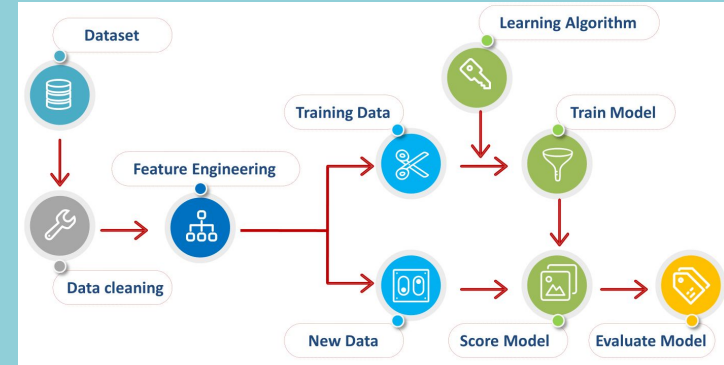 Learning Algorithm
Dataset
Training Data
Train Model
Feature Engineering
Data cleaning
New Data
Score Model
Evaluate Model